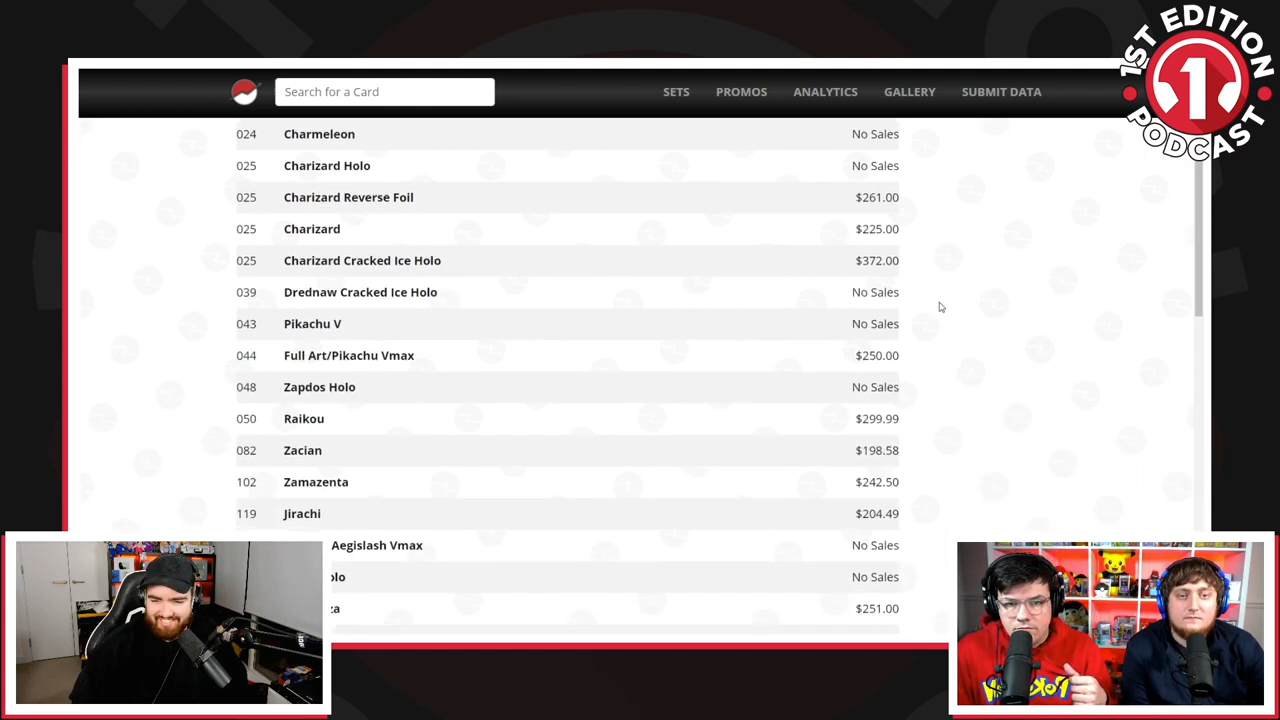 1ST EDITION
1
PODCAST
Search for a Card
SETS PROMOS ANALYTICS GALLERY SUBMIT DATA
024 Charmeleon No Sales
025 Charizard Holo No Sales
025 Charizard Reverse Foil $261.00
025 Charizard $225.00
025 Charizard Cracked Ice Holo $372.00
039 Drednaw Cracked Ice Holo No Sales
043 Pikachu V No Sales
044 Full Art/Pikachu Vmax $250.00
048 Zapdos Holo No Sales
050 Raikou $299.99
082 Zacian $198.58
102 Zamazenta $242.50
119 Jirachi $204.49
Aegislash Vmax No Sales
olo No Sales
za $251.00